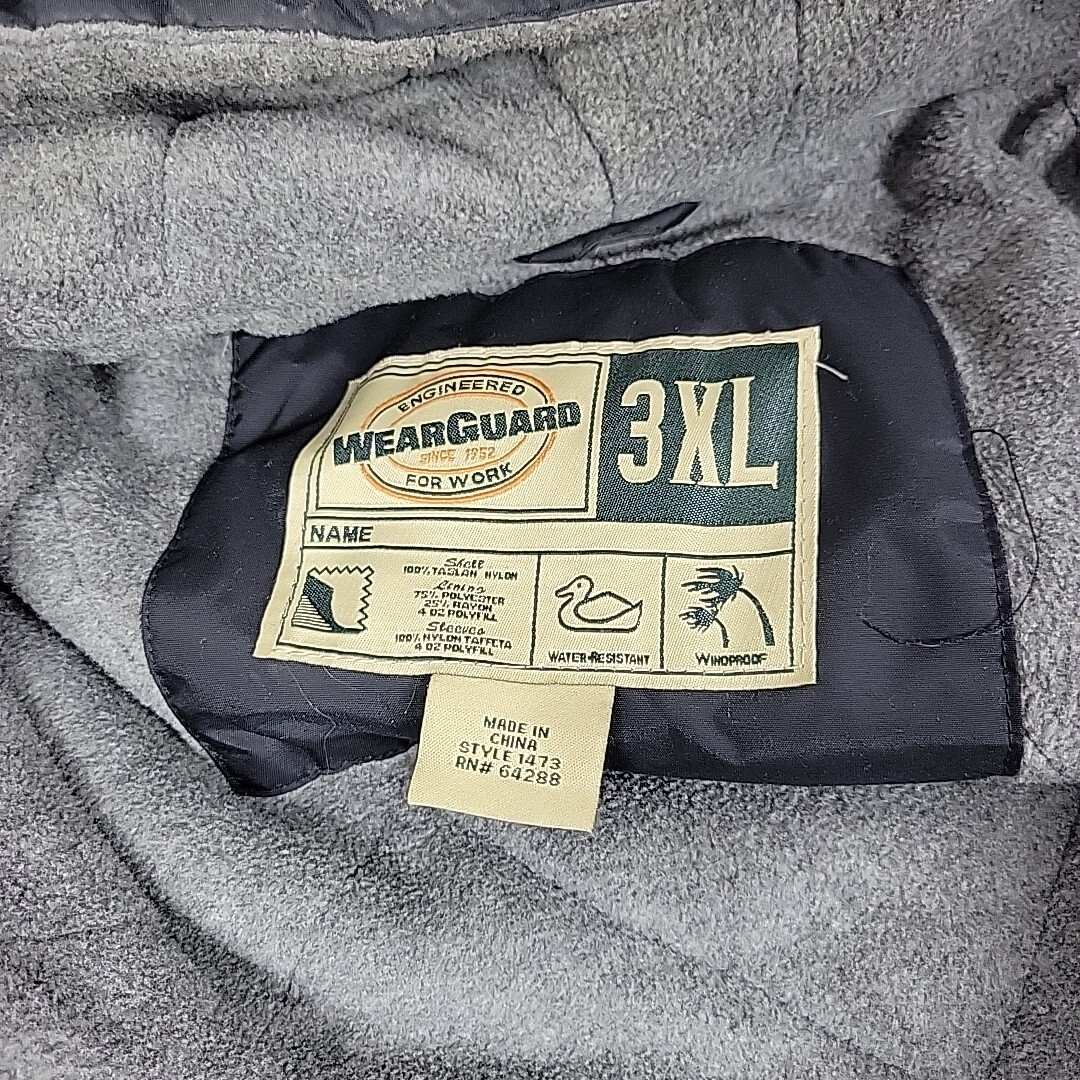 ENGINEERED
WEARGUARD
SINCE 1952
FOR WORK
3XL
NAME
Shell
100% TASLAN NYLON
Lining
75% POLYESTER
25% RAYON
4 OZ POLYFILL
Sleeves
100% NYLON TAFFETA
4 OZ POLYFILL
WATER-RESISTANT
WINDPROOF
MADE IN
CHINA
STYLE 1473
RN# 64288